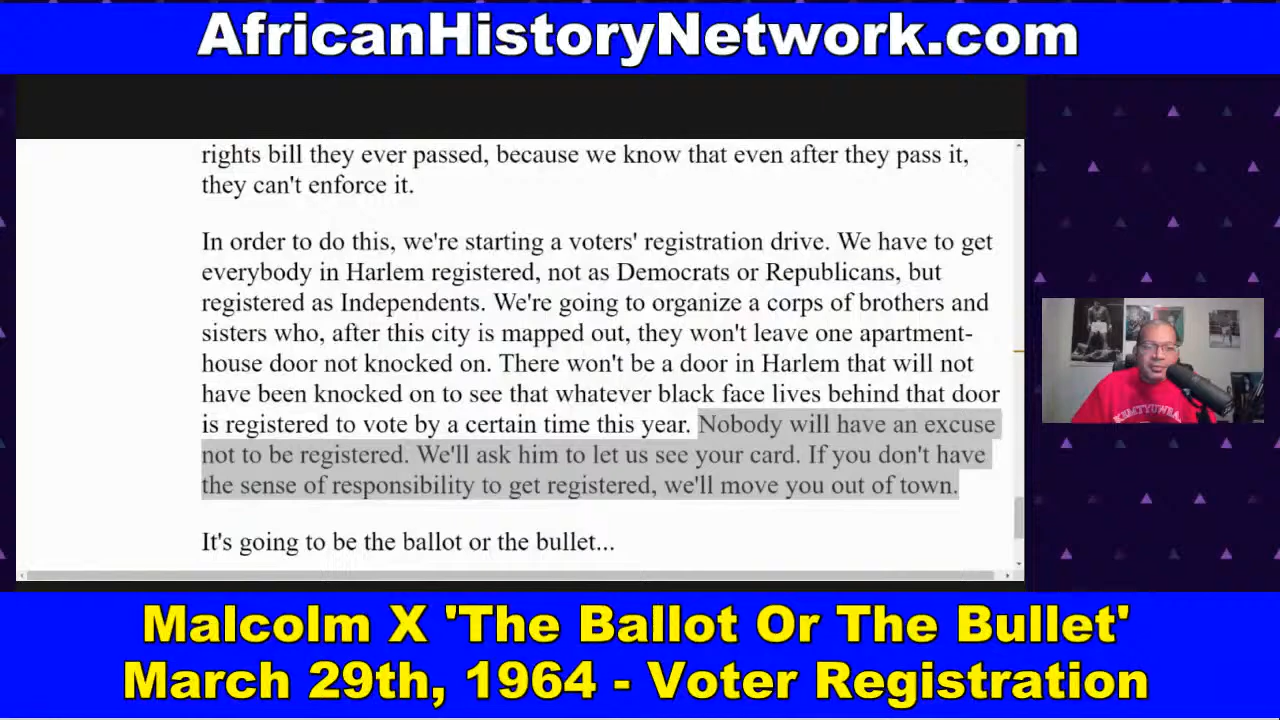 AfricanHistoryNetwork.com
rights bill they ever passed, because we know that even after they pass it,
they can't enforce it.
In order to do this, we're starting a voters' registration drive. We have to get
everybody in Harlem registered, not as Democrats or Republicans, but
registered as Independents. We're going to organize a corps of brothers and
sisters who, after this city is mapped out, they won't leave one apartment-
house door not knocked on. There won't be a door in Harlem that will not
have been knocked on to see that whatever black face lives behind that door
is registered to vote by a certain time this year. Nobody will have an excuse
not to be registered. We'll ask him to let us see your card. If you don't have
the sense of responsibility to get registered, we'll move you out of town.
It's going to be the ballot or the bullet...
KEMTYUWEAR
Malcolm X 'The Ballot Or The Bullet'
March 29th, 1964 - Voter Registration